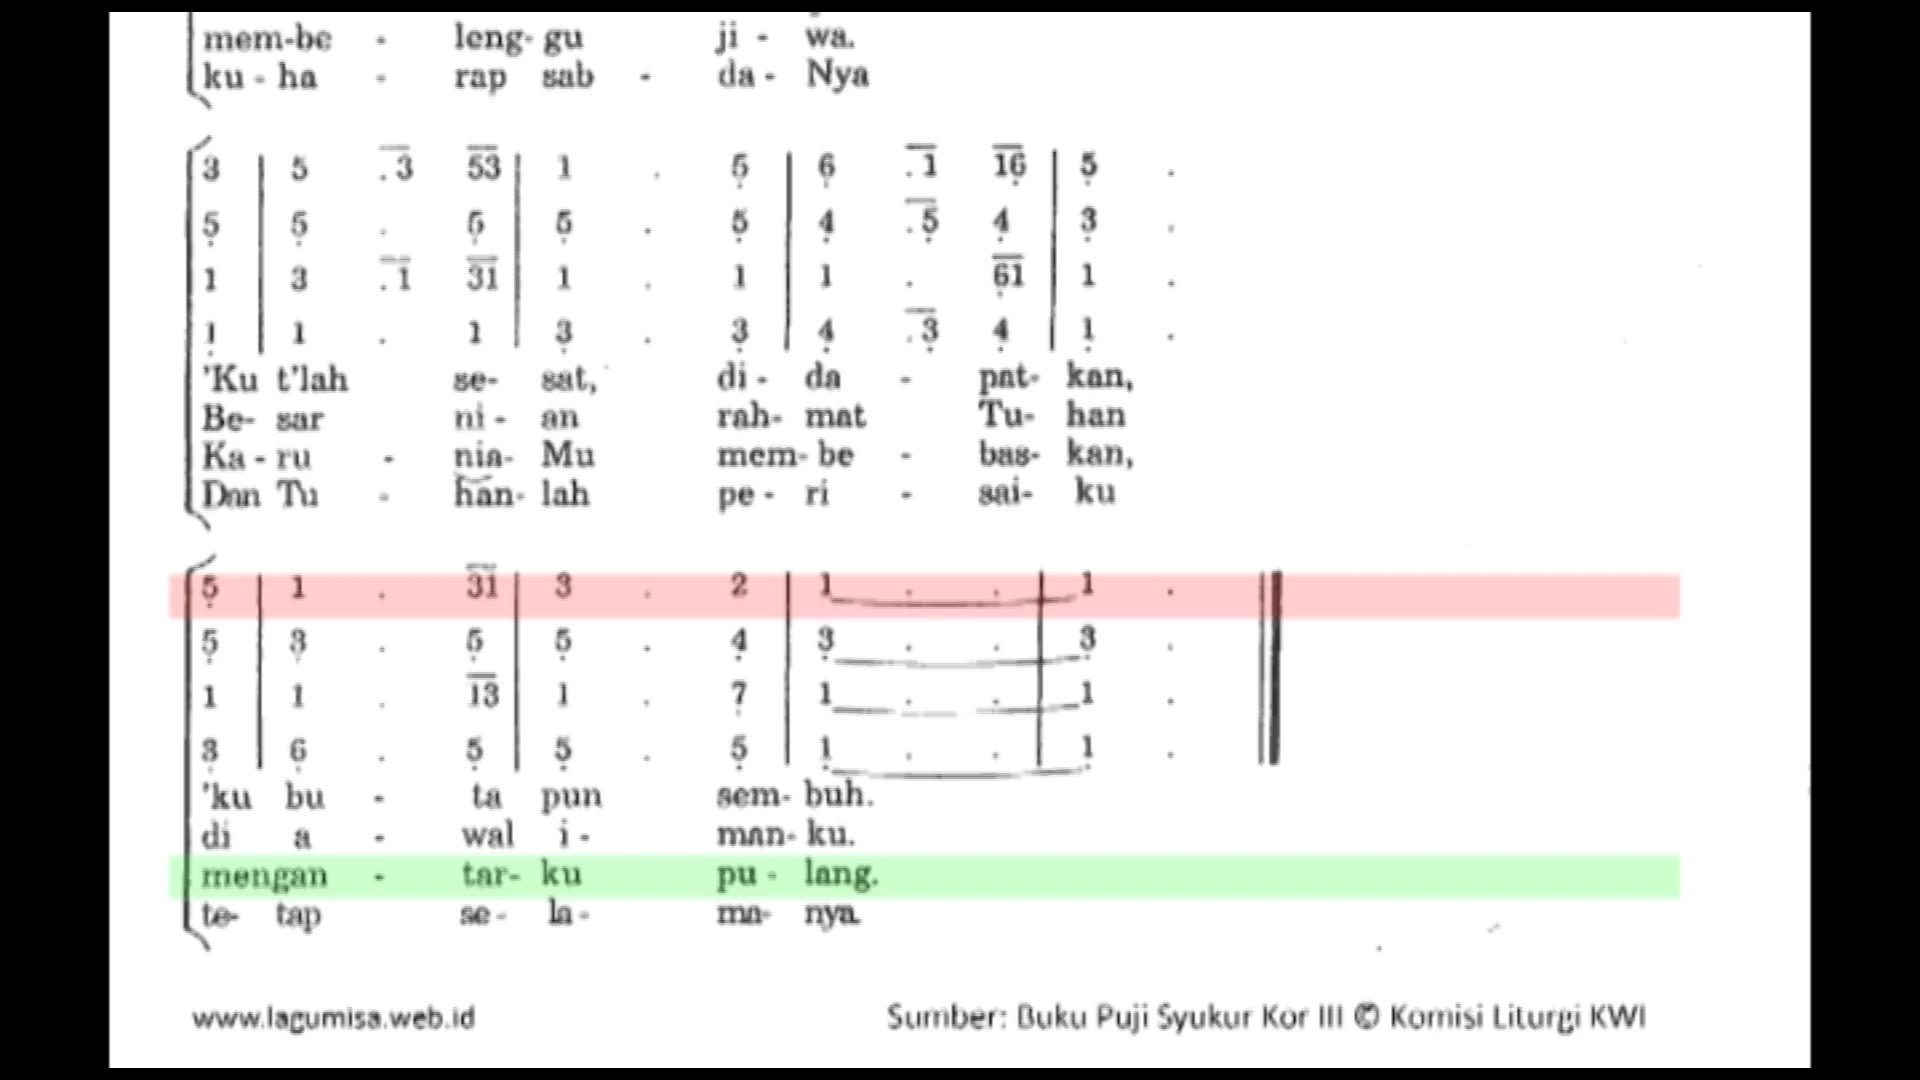 mem-be - leng- gu ji - wa.
ku - ha - rap sab - da - Nya
3 | 5 .3 53 | 1 . 5̣ | 6̣ .1 16̣ | 5̣ .
5̣ | 5̣ . 5̣ | 5̣ . 5̣ | 4̣ .5̣ 4̣ | 3̣ .
1 | 3 .1 31 | 1 . 1 | 1 . 6̣1 | 1 .
1̣ | 1 . 1 | 3̣ . 3̣ | 4̣ .3̣ 4̣ | 1̣ .
'Ku t'lah se- sat, di - da - pat- kan,
Be- sar ni - an rah- mat Tu- han
Ka - ru - nia- Mu mem- be - bas- kan,
Dan Tu - han- lah pe - ri - sai- ku
5̣ | 1 . 31 | 3 . 2 | 1 . . | 1 .
5̣ | 3̣ . 5̣ | 5̣ . 4̣ | 3̣ . . | 3̣ .
1 | 1 . 13 | 1 . 7̣ | 1 . . | 1 .
3̣ | 6̣ . 5̣ | 5̣ . 5̣ | 1̣ . . | 1̣ .
'ku bu - ta pun sem- buh.
di a - wal i - man- ku.
mengan - tar- ku pu - lang.
te- tap se - la - ma- nya
www.lagumisa.web.id Sumber: Buku Puji Syukur Kor III © Komisi Liturgi KWI